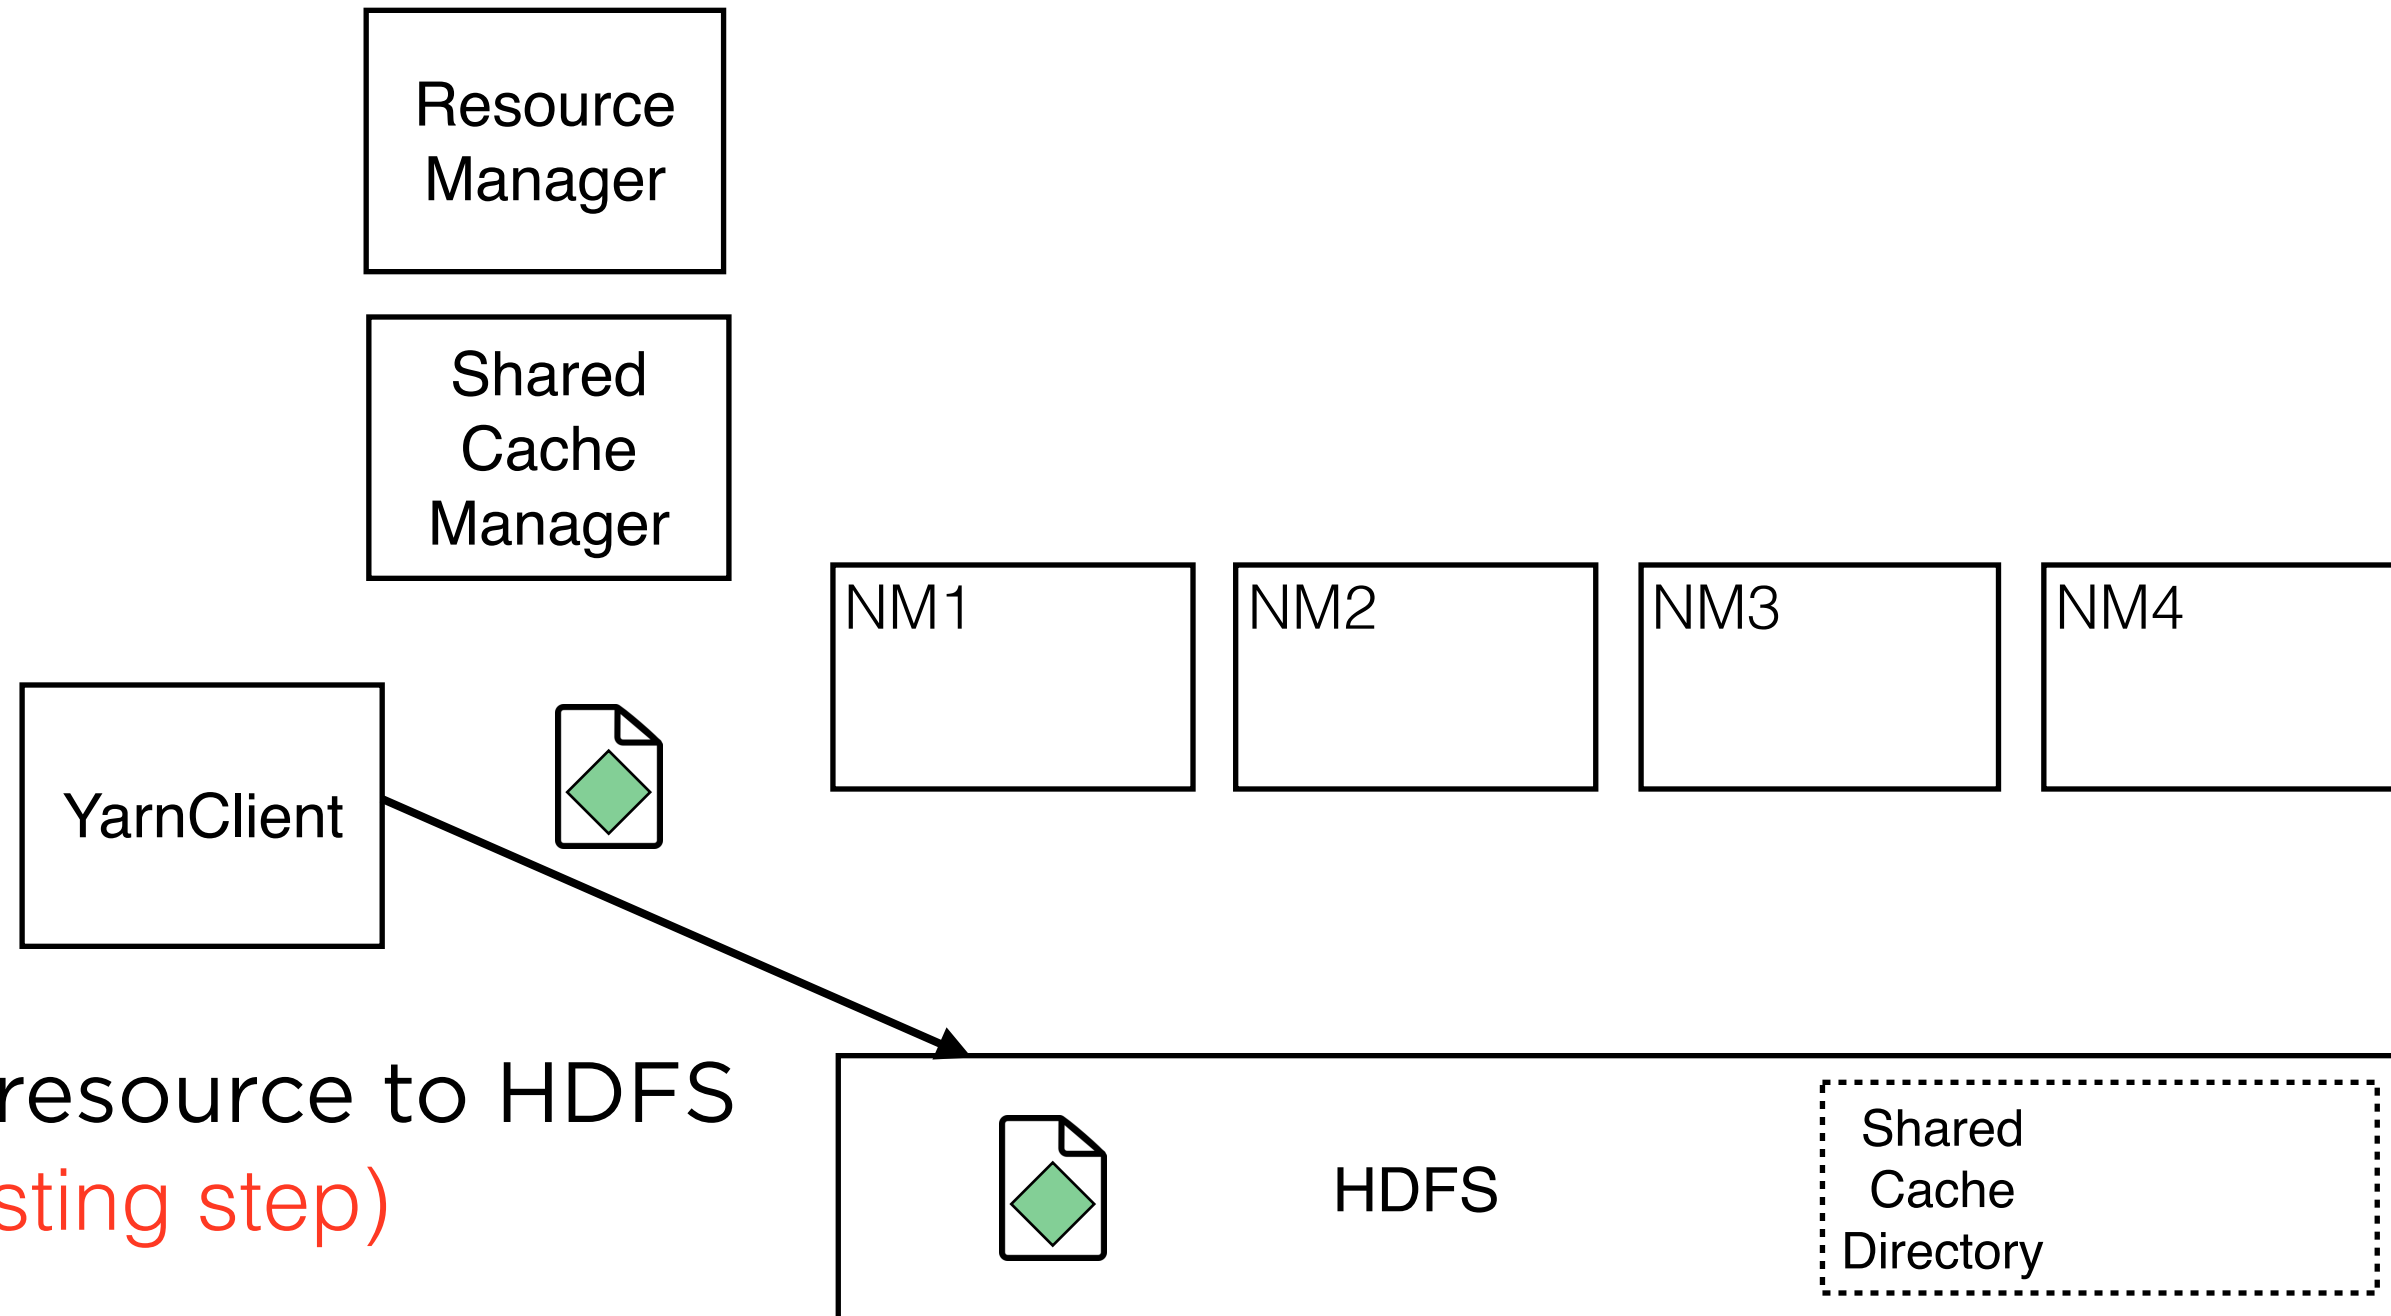 Resource
Manager
Shared
Cache
Manager
NM1
NM2
NM3
NM4
YarnClient
resource to HDFS
sting step)
HDFS
Shared
Cache
Directory